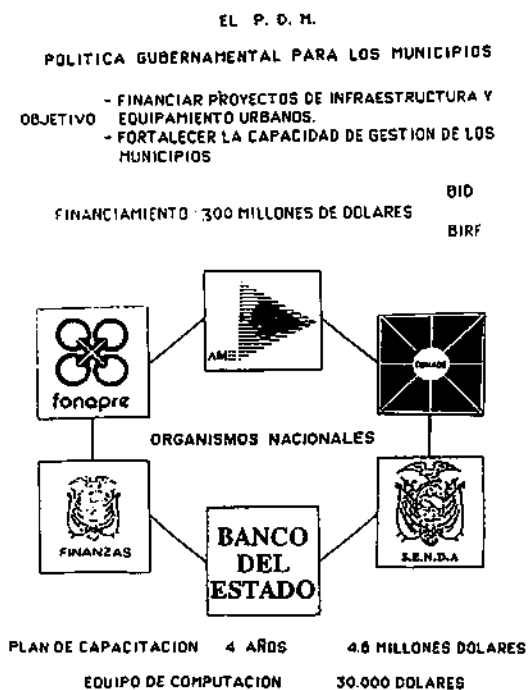 EL P. D. M.
POLITICA GUBERNAMENTAL PARA LOS MUNICIPIOS
OBJETIVO - FINANCIAR PROYECTOS DE INFRAESTRUCTURA Y
EQUIPAMIENTO URBANOS.
- FORTALECER LA CAPACIDAD DE GESTION DE LOS
MUNICIPIOS
BID
FINANCIAMIENTO 300 MILLONES DE DOLARES
BIRF
AME
fonapre
CONADE
ORGANISMOS NACIONALES
FINANZAS
BANCO
DEL
ESTADO
S.E.N.D.A
PLAN DE CAPACITACION 4 AÑOS 4.6 MILLONES DOLARES
EQUIPO DE COMPUTACION 30.000 DOLARES